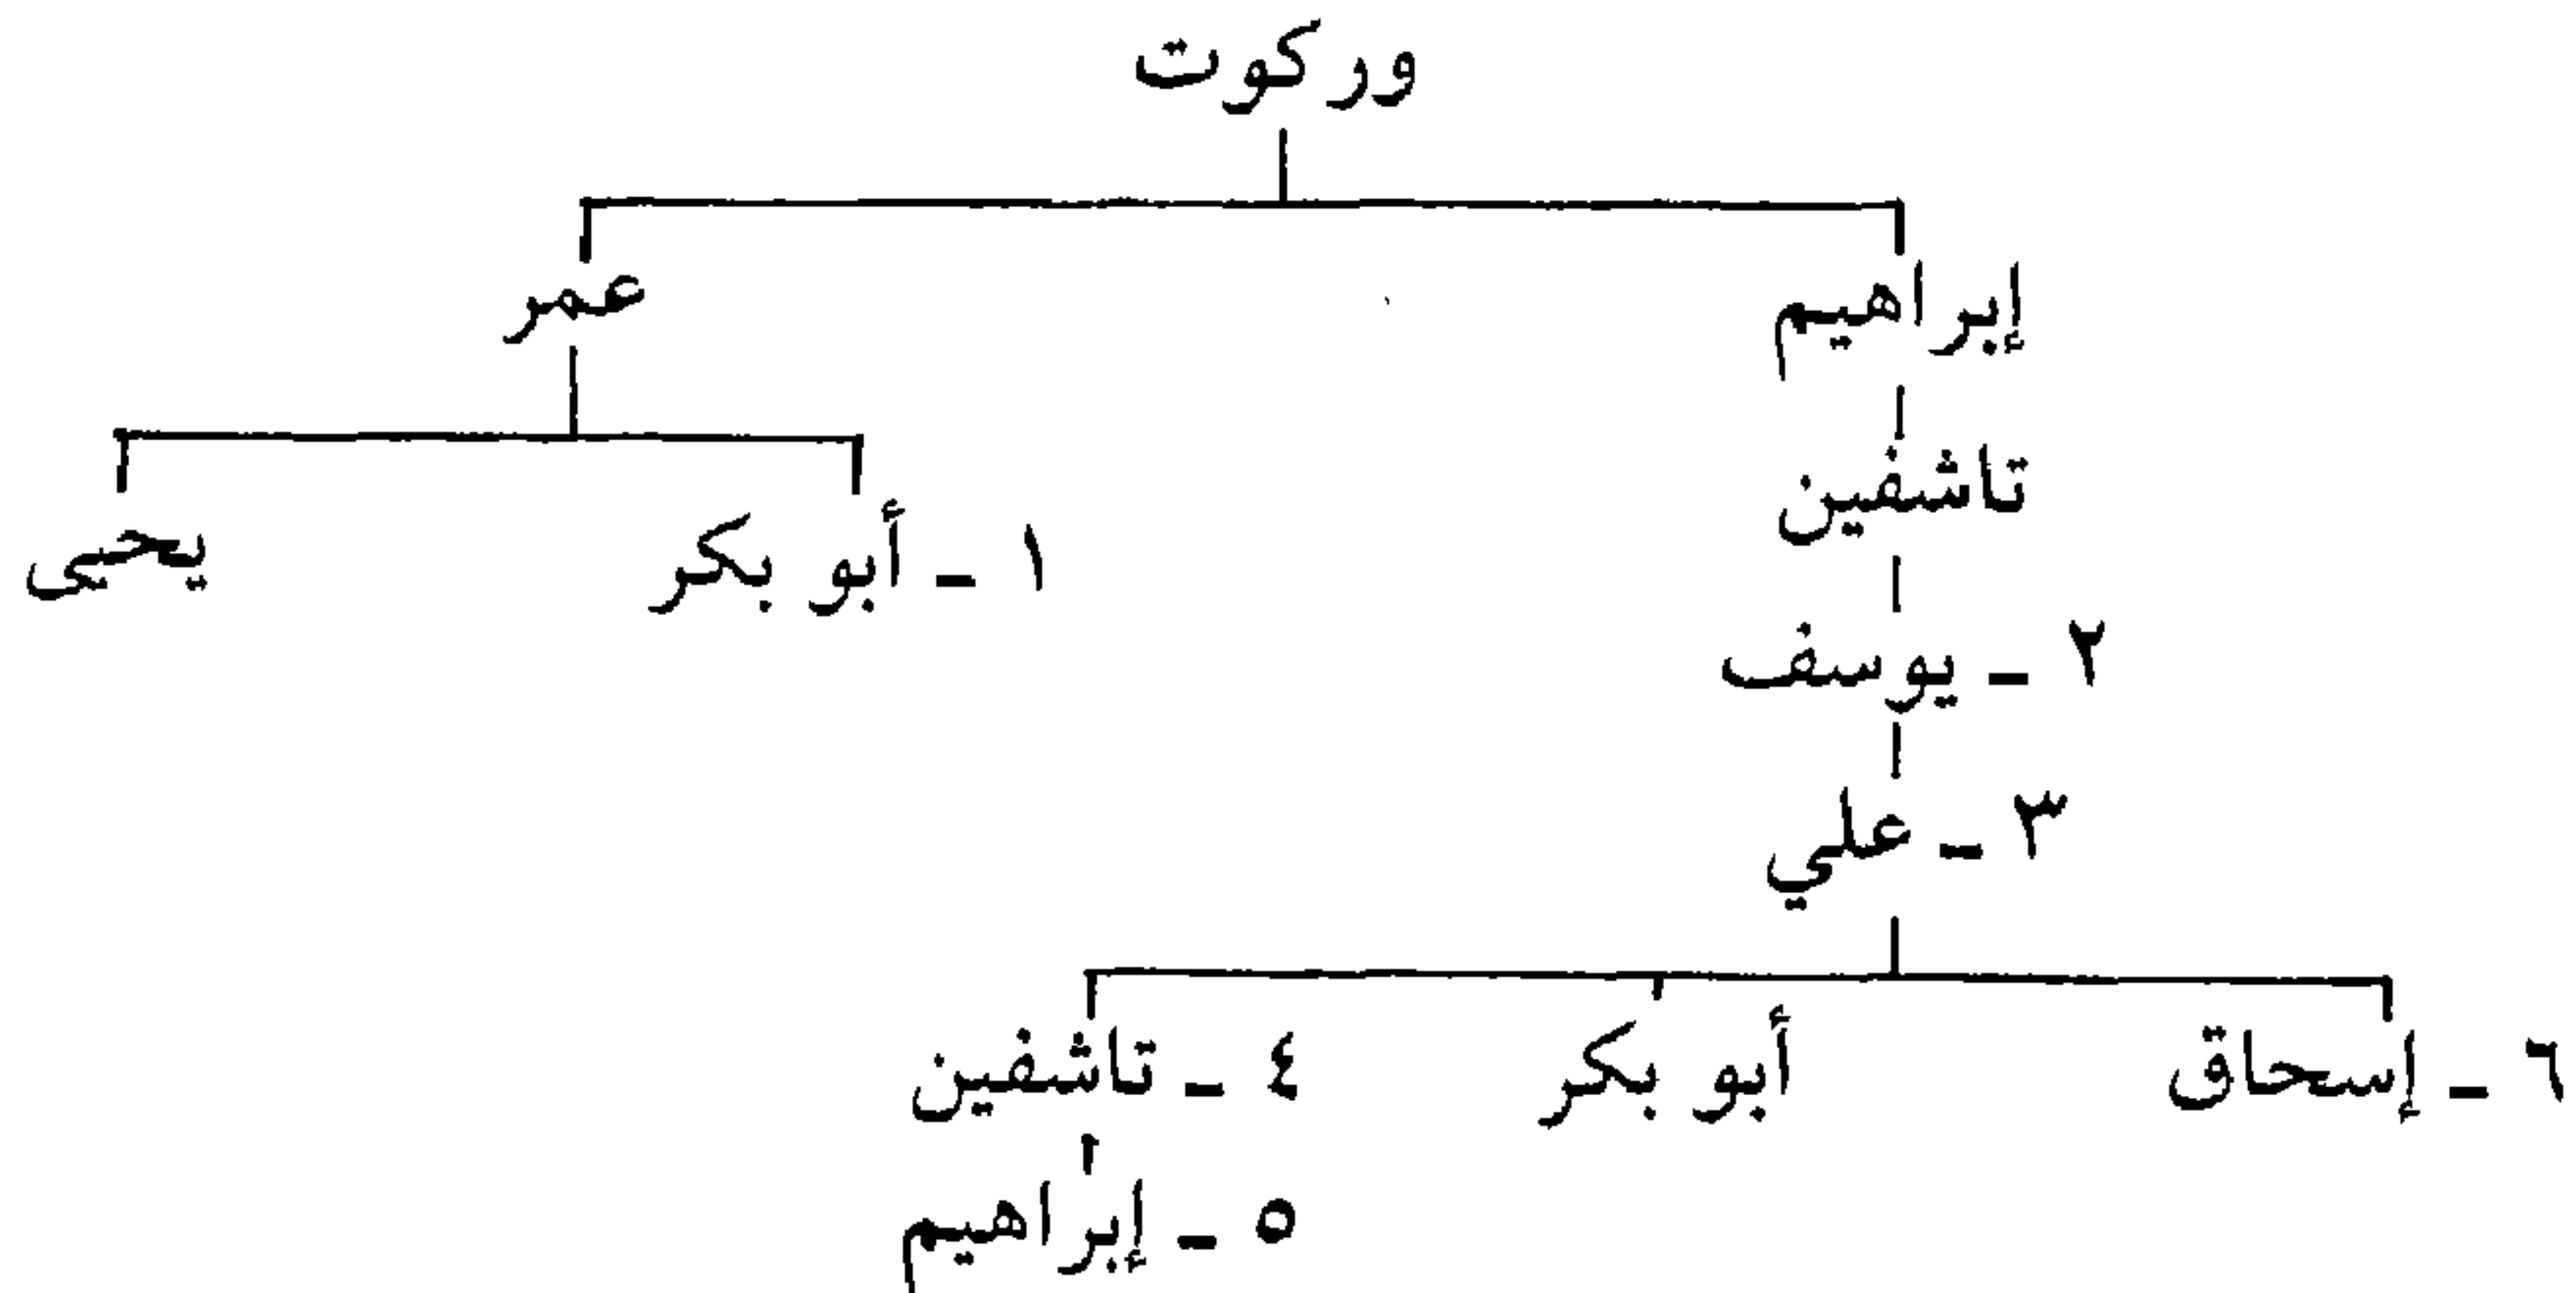 وركوت
إبراهيم
عمر
تاشفين
١ - أبو بكر
يحيى
٢ - يوسف
٣ - علي
٦ - إسحاق
أبو بكر
٤ - تاشفين
٥ - إبراهيم